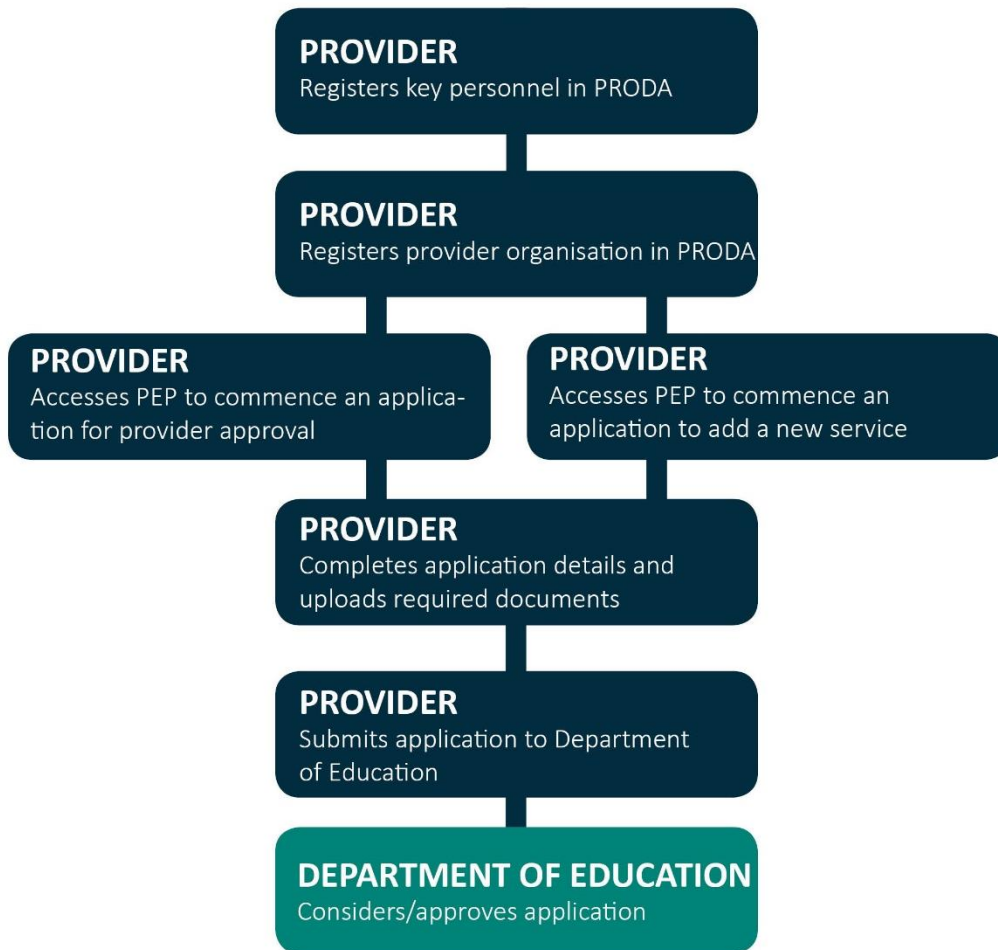 PROVIDER
Registers key personnel in PRODA
PROVIDER
Registers provider organisation in PRODA
PROVIDER
Accesses PEP to commence an applica-
tion for provider approval
PROVIDER
Accesses PEP to commence an
application to add a new service
PROVIDER
Completes application details and
uploads required documents
PROVIDER
Submits application to Department
of Education
DEPARTMENT OF EDUCATION
Considers/approves application